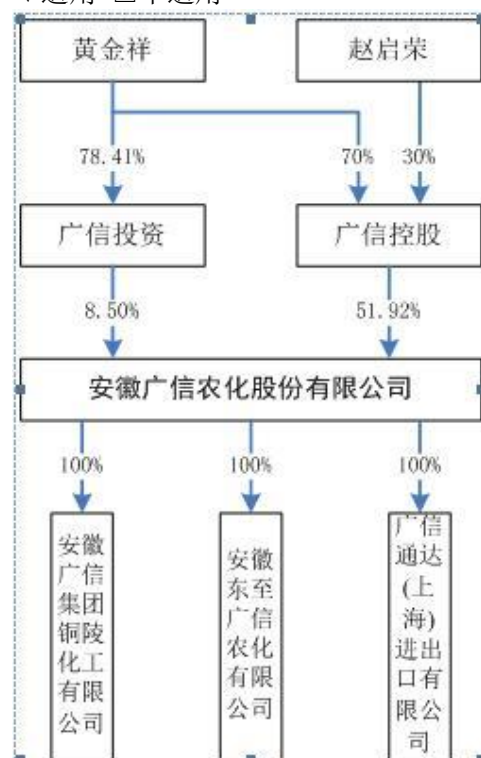 黄金祥
赵启荣
78.41%
70%
30%
广信投资
广信控股
8.50%
51.92%
安徽广信农化股份有限公司
100%
100%
100%
安徽
广信
集团
铜陵
化工
有限
公司
安徽
东至
广信
农化
有限
公司
广信
通达
(上
海)
进出
口有
限公
司